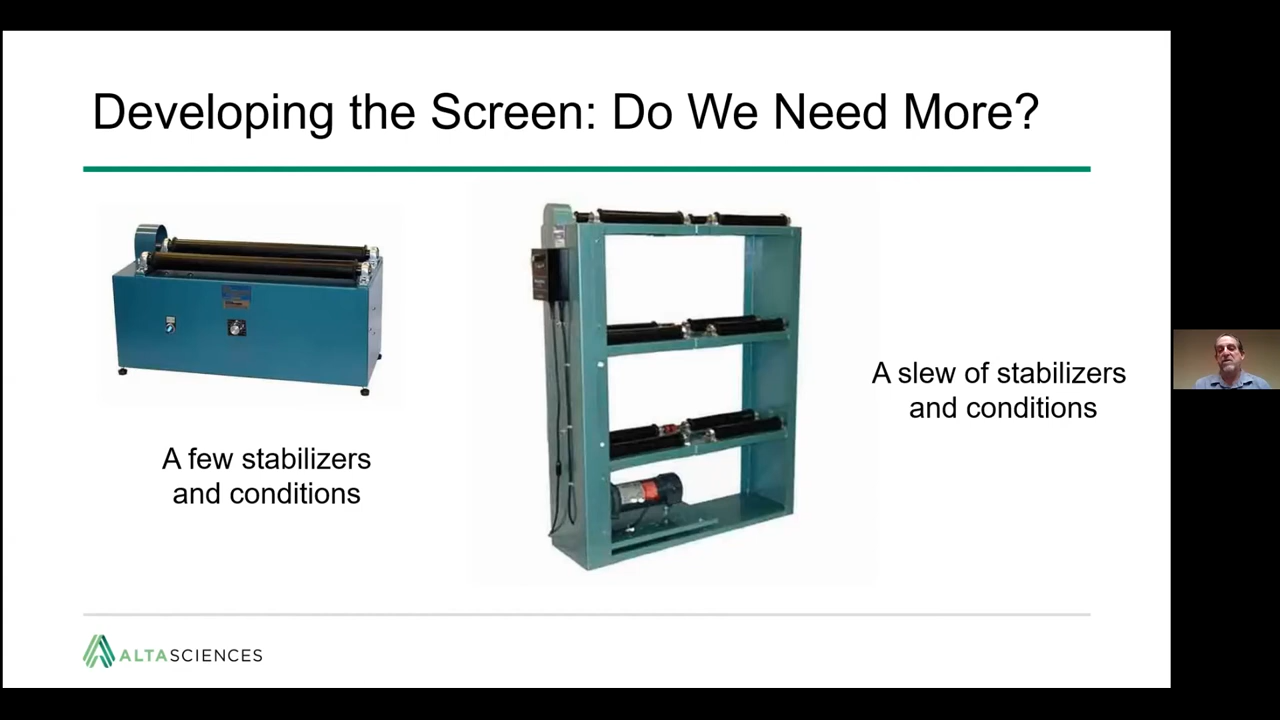 Developing the Screen: Do We Need More?
A few stabilizers
and conditions
A slew of stabilizers
and conditions
ALTASCIENCES